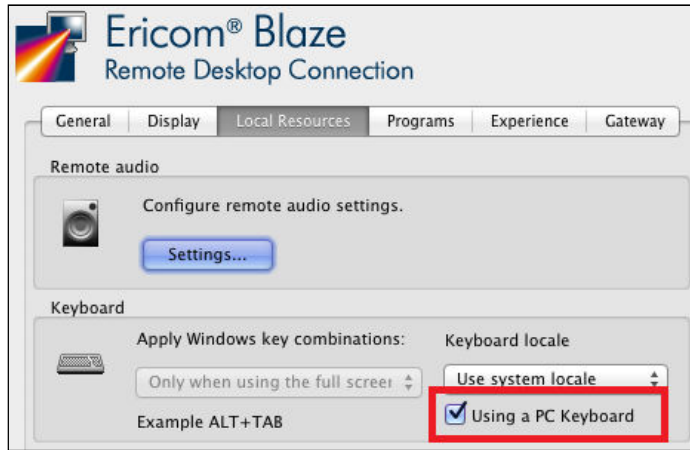 Ericom® Blaze
Remote Desktop Connection
General Display Local Resources Programs Experience Gateway
Remote audio
Configure remote audio settings.
Settings...
Keyboard
Apply Windows key combinations: Keyboard locale
Only when using the full screer Use system locale
Example ALT+TAB Using a PC Keyboard